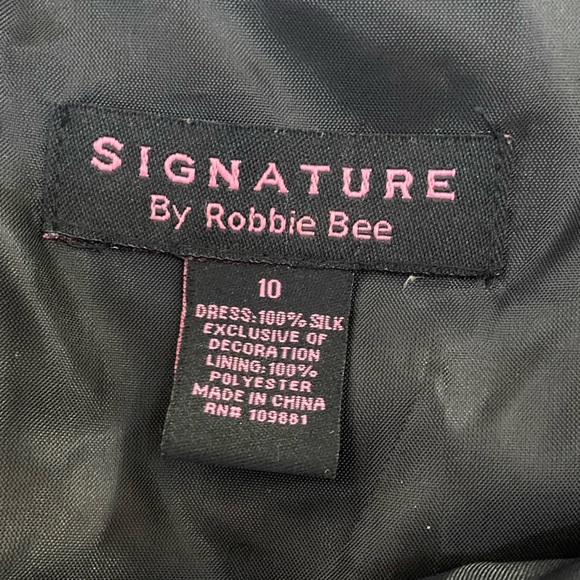 SIGNATURE
By Robbie Bee
10
DRESS:100% SILK
EXCLUSIVE OF
DECORATION
LINING:100%
POLYESTER
MADE IN CHINA
RN# 109881